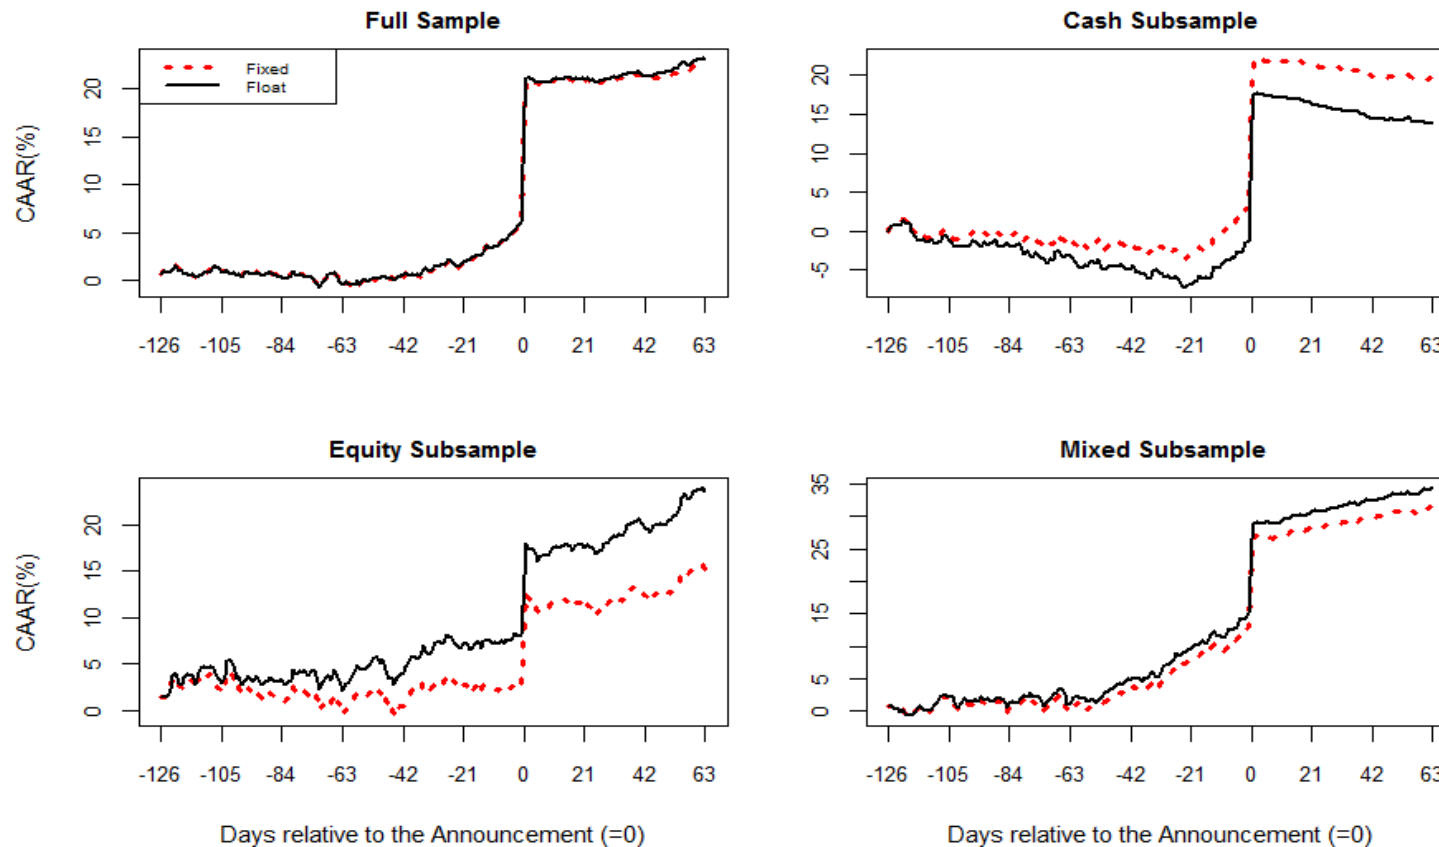 Full Sample
Fixed
Float
CAAR(%)
0
5
10
15
20
-126 -105 -84 -63 -42 -21 0 21 42 63
Cash Subsample
-5
0
5
10
15
20
-126 -105 -84 -63 -42 -21 0 21 42 63
Equity Subsample
CAAR(%)
0
5
10
15
20
-126 -105 -84 -63 -42 -21 0 21 42 63
Days relative to the Announcement (=0)
Mixed Subsample
0
5
15
25
35
-126 -105 -84 -63 -42 -21 0 21 42 63
Days relative to the Announcement (=0)